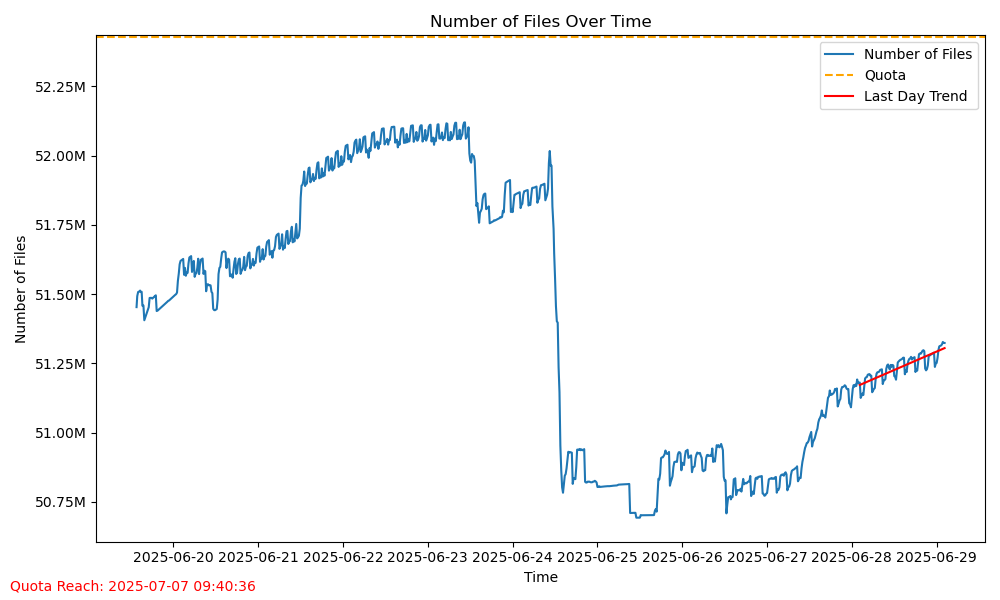 Number of Files Over Time
Number of Files
Quota
Last Day Trend
52.25M
52.00M
51.75M
51.50M
51.25M
51.00M
50.75M
Number of Files
2025-06-20 2025-06-21 2025-06-22 2025-06-23 2025-06-24 2025-06-25 2025-06-26 2025-06-27 2025-06-28 2025-06-29
Time
Quota Reach: 2025-07-07 09:40:36